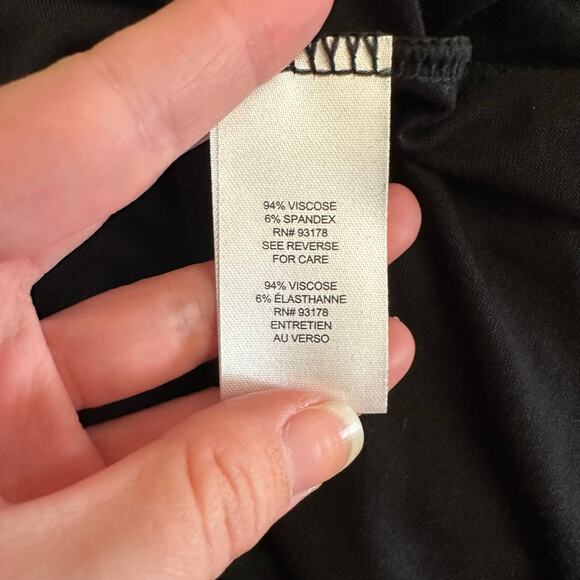 94% VISCOSE
6% SPANDEX
RN# 93178
SEE REVERSE
FOR CARE
94% VISCOSE
6% ÉLASTHANNE
RN# 93178
ENTRETIEN
AU VERSO